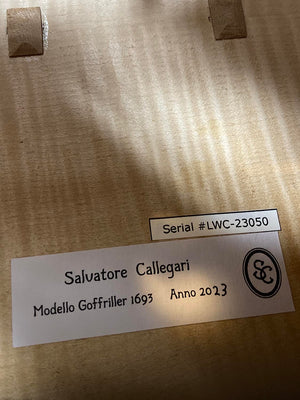 Serial #LWC-23050
Salvatore Callegari
Modello Goffriller 1693 Anno 2023
SC